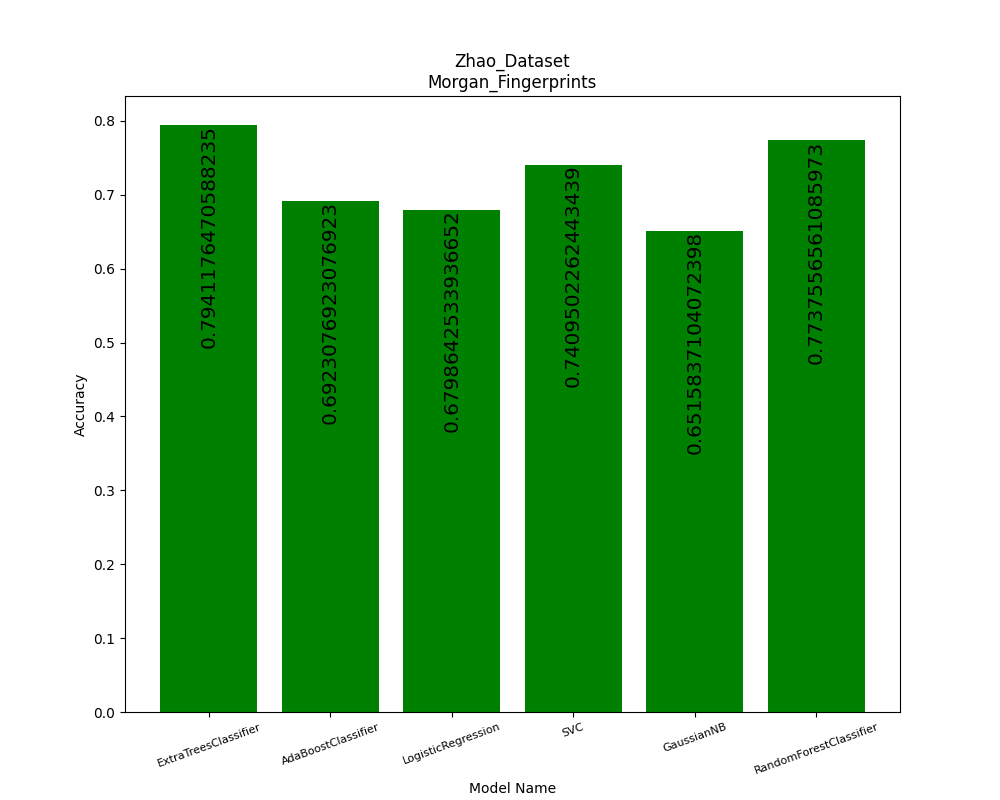 Zhao_Dataset
Morgan_Fingerprints
Accuracy
0.8
0.7
0.6
0.5
0.4
0.3
0.2
0.1
0.0
0.7941176470588235
0.6923076923076923
0.6798642533936652
0.7409502262443439
0.6515837104072398
0.7737556561085973
ExtraTreesClassifier
AdaBoostClassifier
LogisticRegression
SVC
GaussianNB
RandomForestClassifier
Model Name